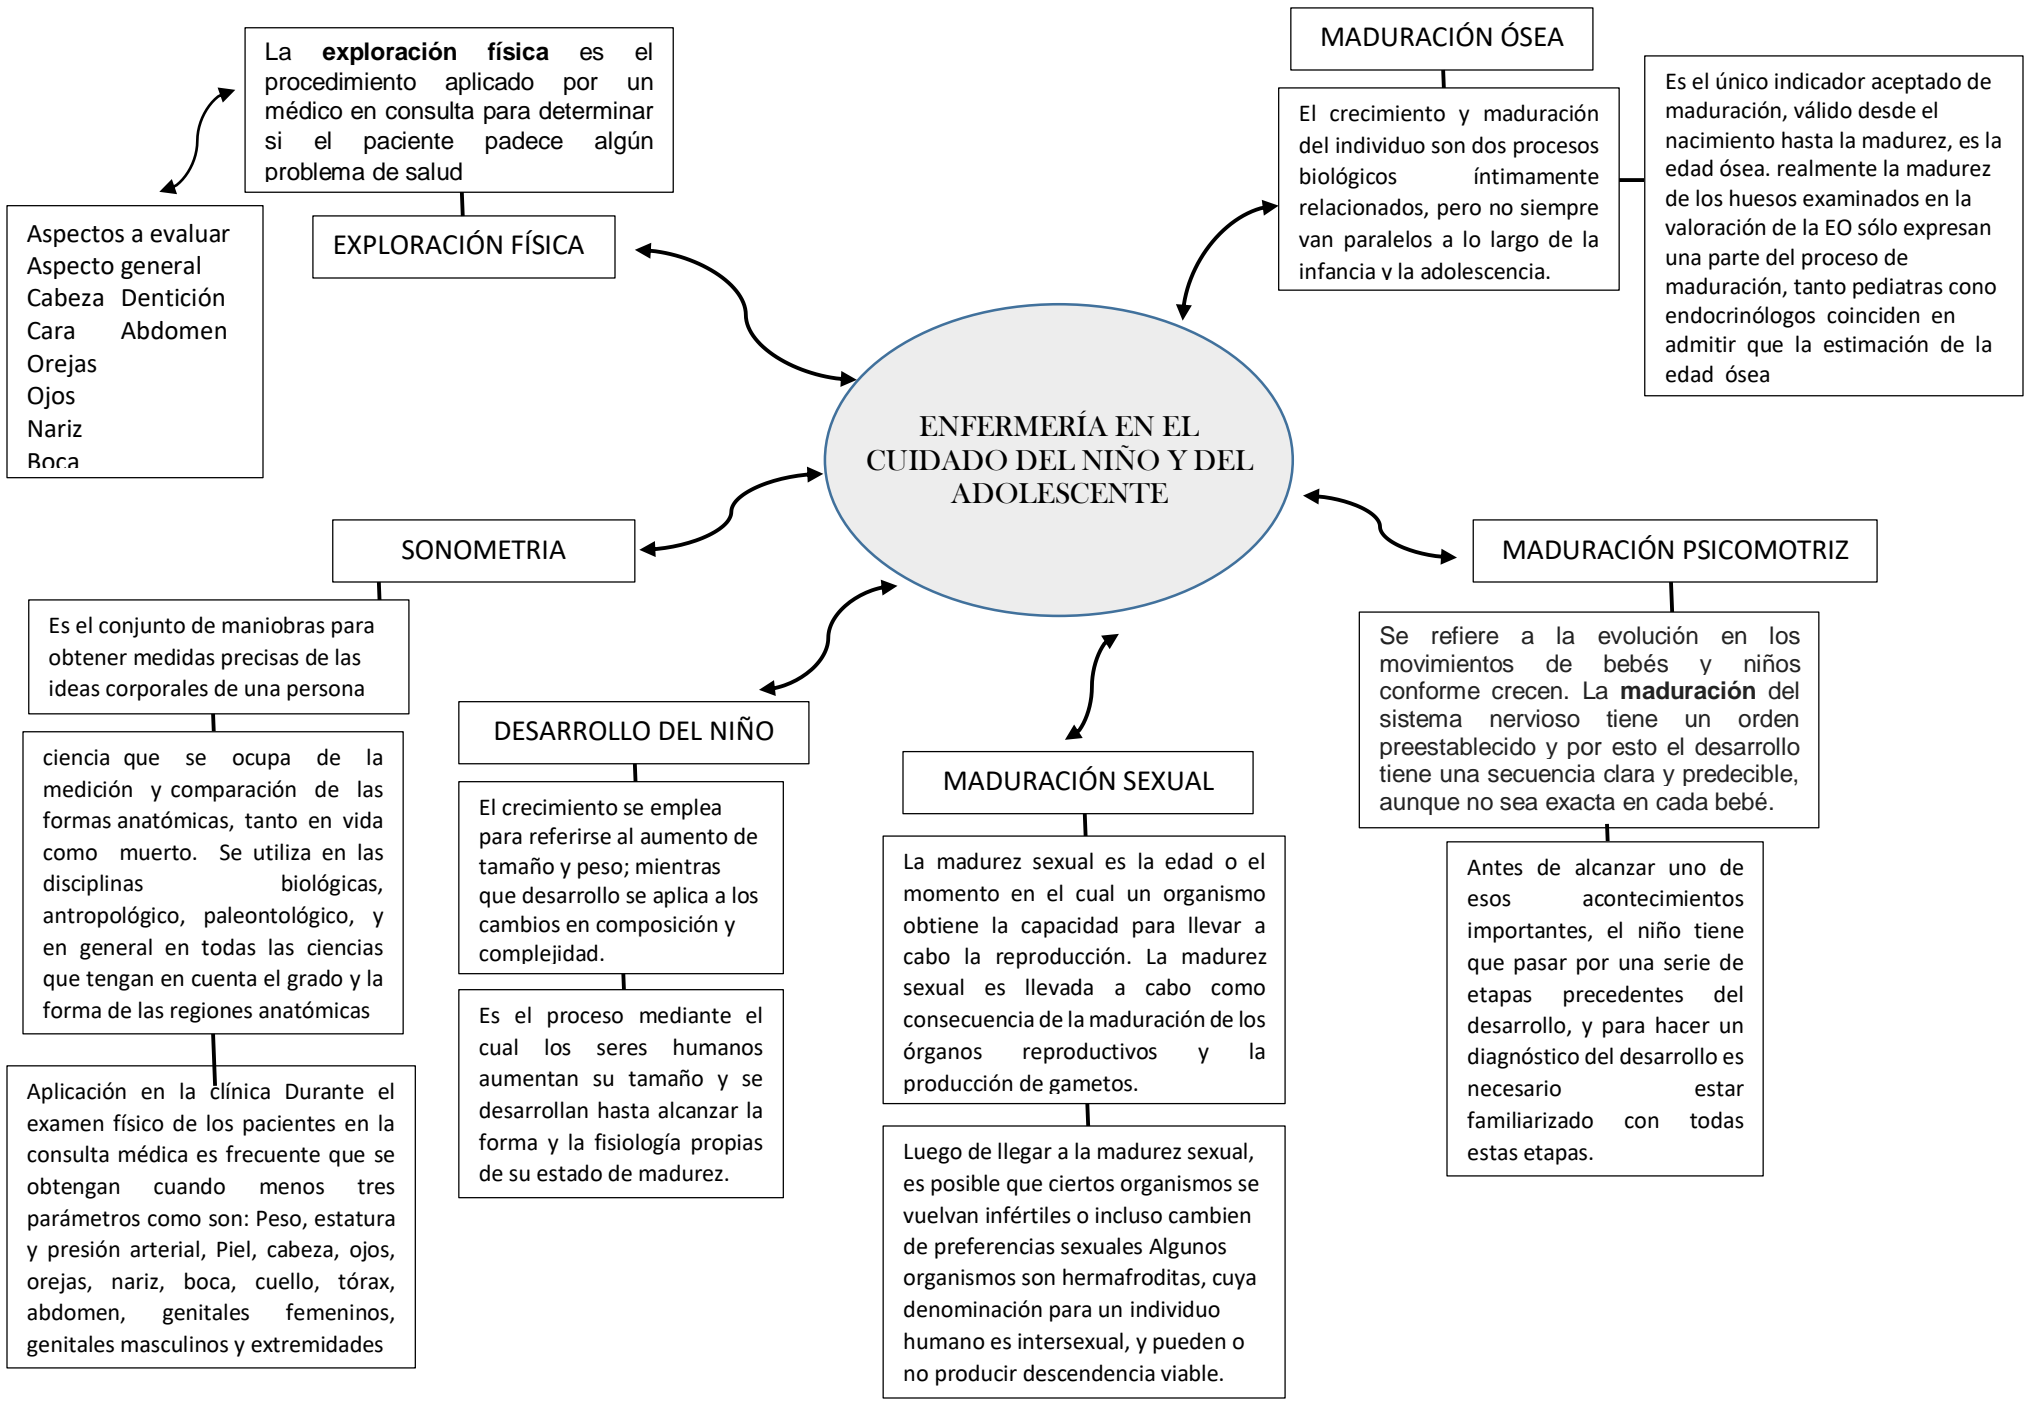 La exploración física es el
procedimiento aplicado por un
médico en consulta para determinar
si el paciente padece algún
problema de salud
EXPLORACIÓN FÍSICA
Aspectos a evaluar
Aspecto general
Cabeza Dentición
Cara Abdomen
Orejas
Ojos
Nariz
Boca
MADURACIÓN ÓSEA
El crecimiento y maduración
del individuo son dos procesos
biológicos íntimamente
relacionados, pero no siempre
van paralelos a lo largo de la
infancia y la adolescencia.
Es el único indicador aceptado de
maduración, válido desde el
nacimiento hasta la madurez, es la
edad ósea. realmente la madurez
de los huesos examinados en la
valoración de la EO sólo expresan
una parte del proceso de
maduración, tanto pediatras cono
endocrinólogos coinciden en
admitir que la estimación de la
edad ósea
ENFERMERÍA EN EL
CUIDADO DEL NIÑO Y DEL
ADOLESCENTE
SONOMETRIA
Es el conjunto de maniobras para
obtener medidas precisas de las
ideas corporales de una persona
ciencia que se ocupa de la
medición y comparación de las
formas anatómicas, tanto en vida
como muerto. Se utiliza en las
disciplinas biológicas,
antropológico, paleontológico, y
en general en todas las ciencias
que tengan en cuenta el grado y la
forma de las regiones anatómicas
Aplicación en la clínica Durante el
examen físico de los pacientes en la
consulta médica es frecuente que se
obtengan cuando menos tres
parámetros como son: Peso, estatura
y presión arterial, Piel, cabeza, ojos,
orejas, nariz, boca, cuello, tórax,
abdomen, genitales femeninos,
genitales masculinos y extremidades
DESARROLLO DEL NIÑO
El crecimiento se emplea
para referirse al aumento de
tamaño y peso; mientras
que desarrollo se aplica a los
cambios en composición y
complejidad.
Es el proceso mediante el
cual los seres humanos
aumentan su tamaño y se
desarrollan hasta alcanzar la
forma y la fisiología propias
de su estado de madurez.
MADURACIÓN SEXUAL
La madurez sexual es la edad o el
momento en el cual un organismo
obtiene la capacidad para llevar a
cabo la reproducción. La madurez
sexual es llevada a cabo como
consecuencia de la maduración de los
órganos reproductivos y la
producción de gametos.
Luego de llegar a la madurez sexual,
es posible que ciertos organismos se
vuelvan infértiles o incluso cambien
de preferencias sexuales Algunos
organismos son hermafroditas, cuya
denominación para un individuo
humano es intersexual, y pueden o
no producir descendencia viable.
MADURACIÓN PSICOMOTRIZ
Se refiere a la evolución en los
movimientos de bebés y niños
conforme crecen. La maduración del
sistema nervioso tiene un orden
preestablecido y por esto el desarrollo
tiene una secuencia clara y predecible,
aunque no sea exacta en cada bebé.
Antes de alcanzar uno de
esos acontecimientos
importantes, el niño tiene
que pasar por una serie de
etapas precedentes del
desarrollo, y para hacer un
diagnóstico del desarrollo es
necesario estar
familiarizado con todas
estas etapas.